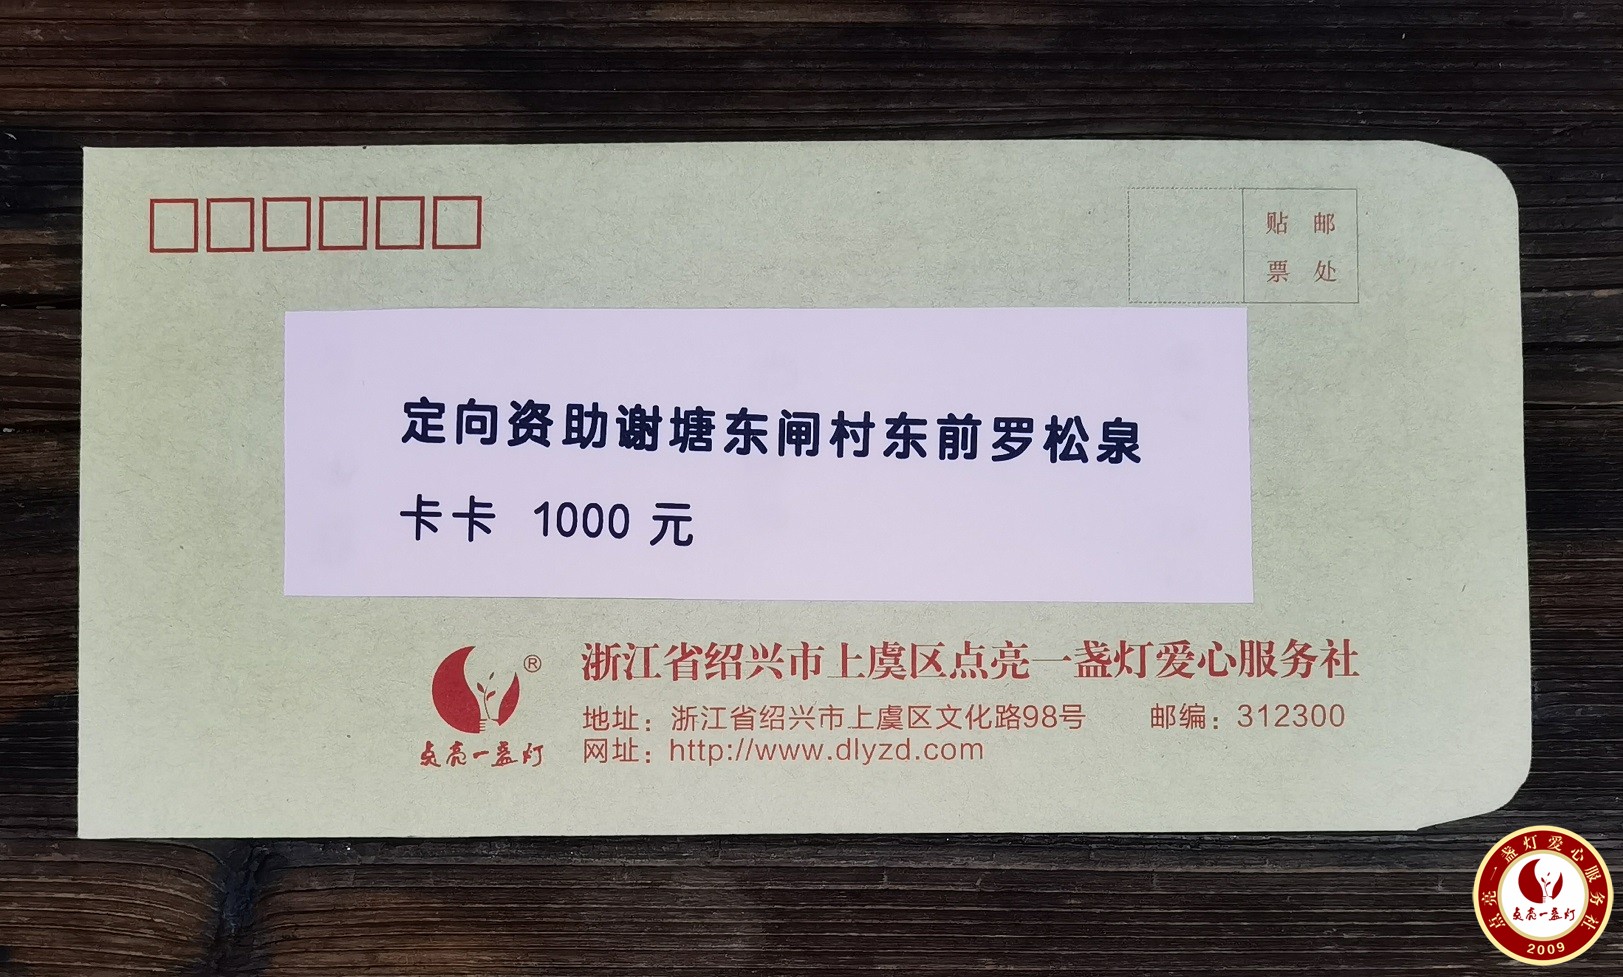 贴 邮
票 处
定向资助谢塘东闸村东前罗松泉
卡卡 1000 元
®
浙江省绍兴市上虞区点亮一盏灯爱心服务社
地址：浙江省绍兴市上虞区文化路98号 邮编：312300
网址：http://www.dlyzd.com
点亮一盏灯
点亮一盏灯爱心服务社
点亮一盏灯
2009